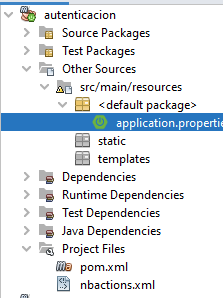 autenticacion
Source Packages
Test Packages
Other Sources
src/main/resources
<default package>
application.properti
static
templates
Dependencies
Runtime Dependencies
Test Dependencies
Java Dependencies
Project Files
pom.xml
nbactions.xml